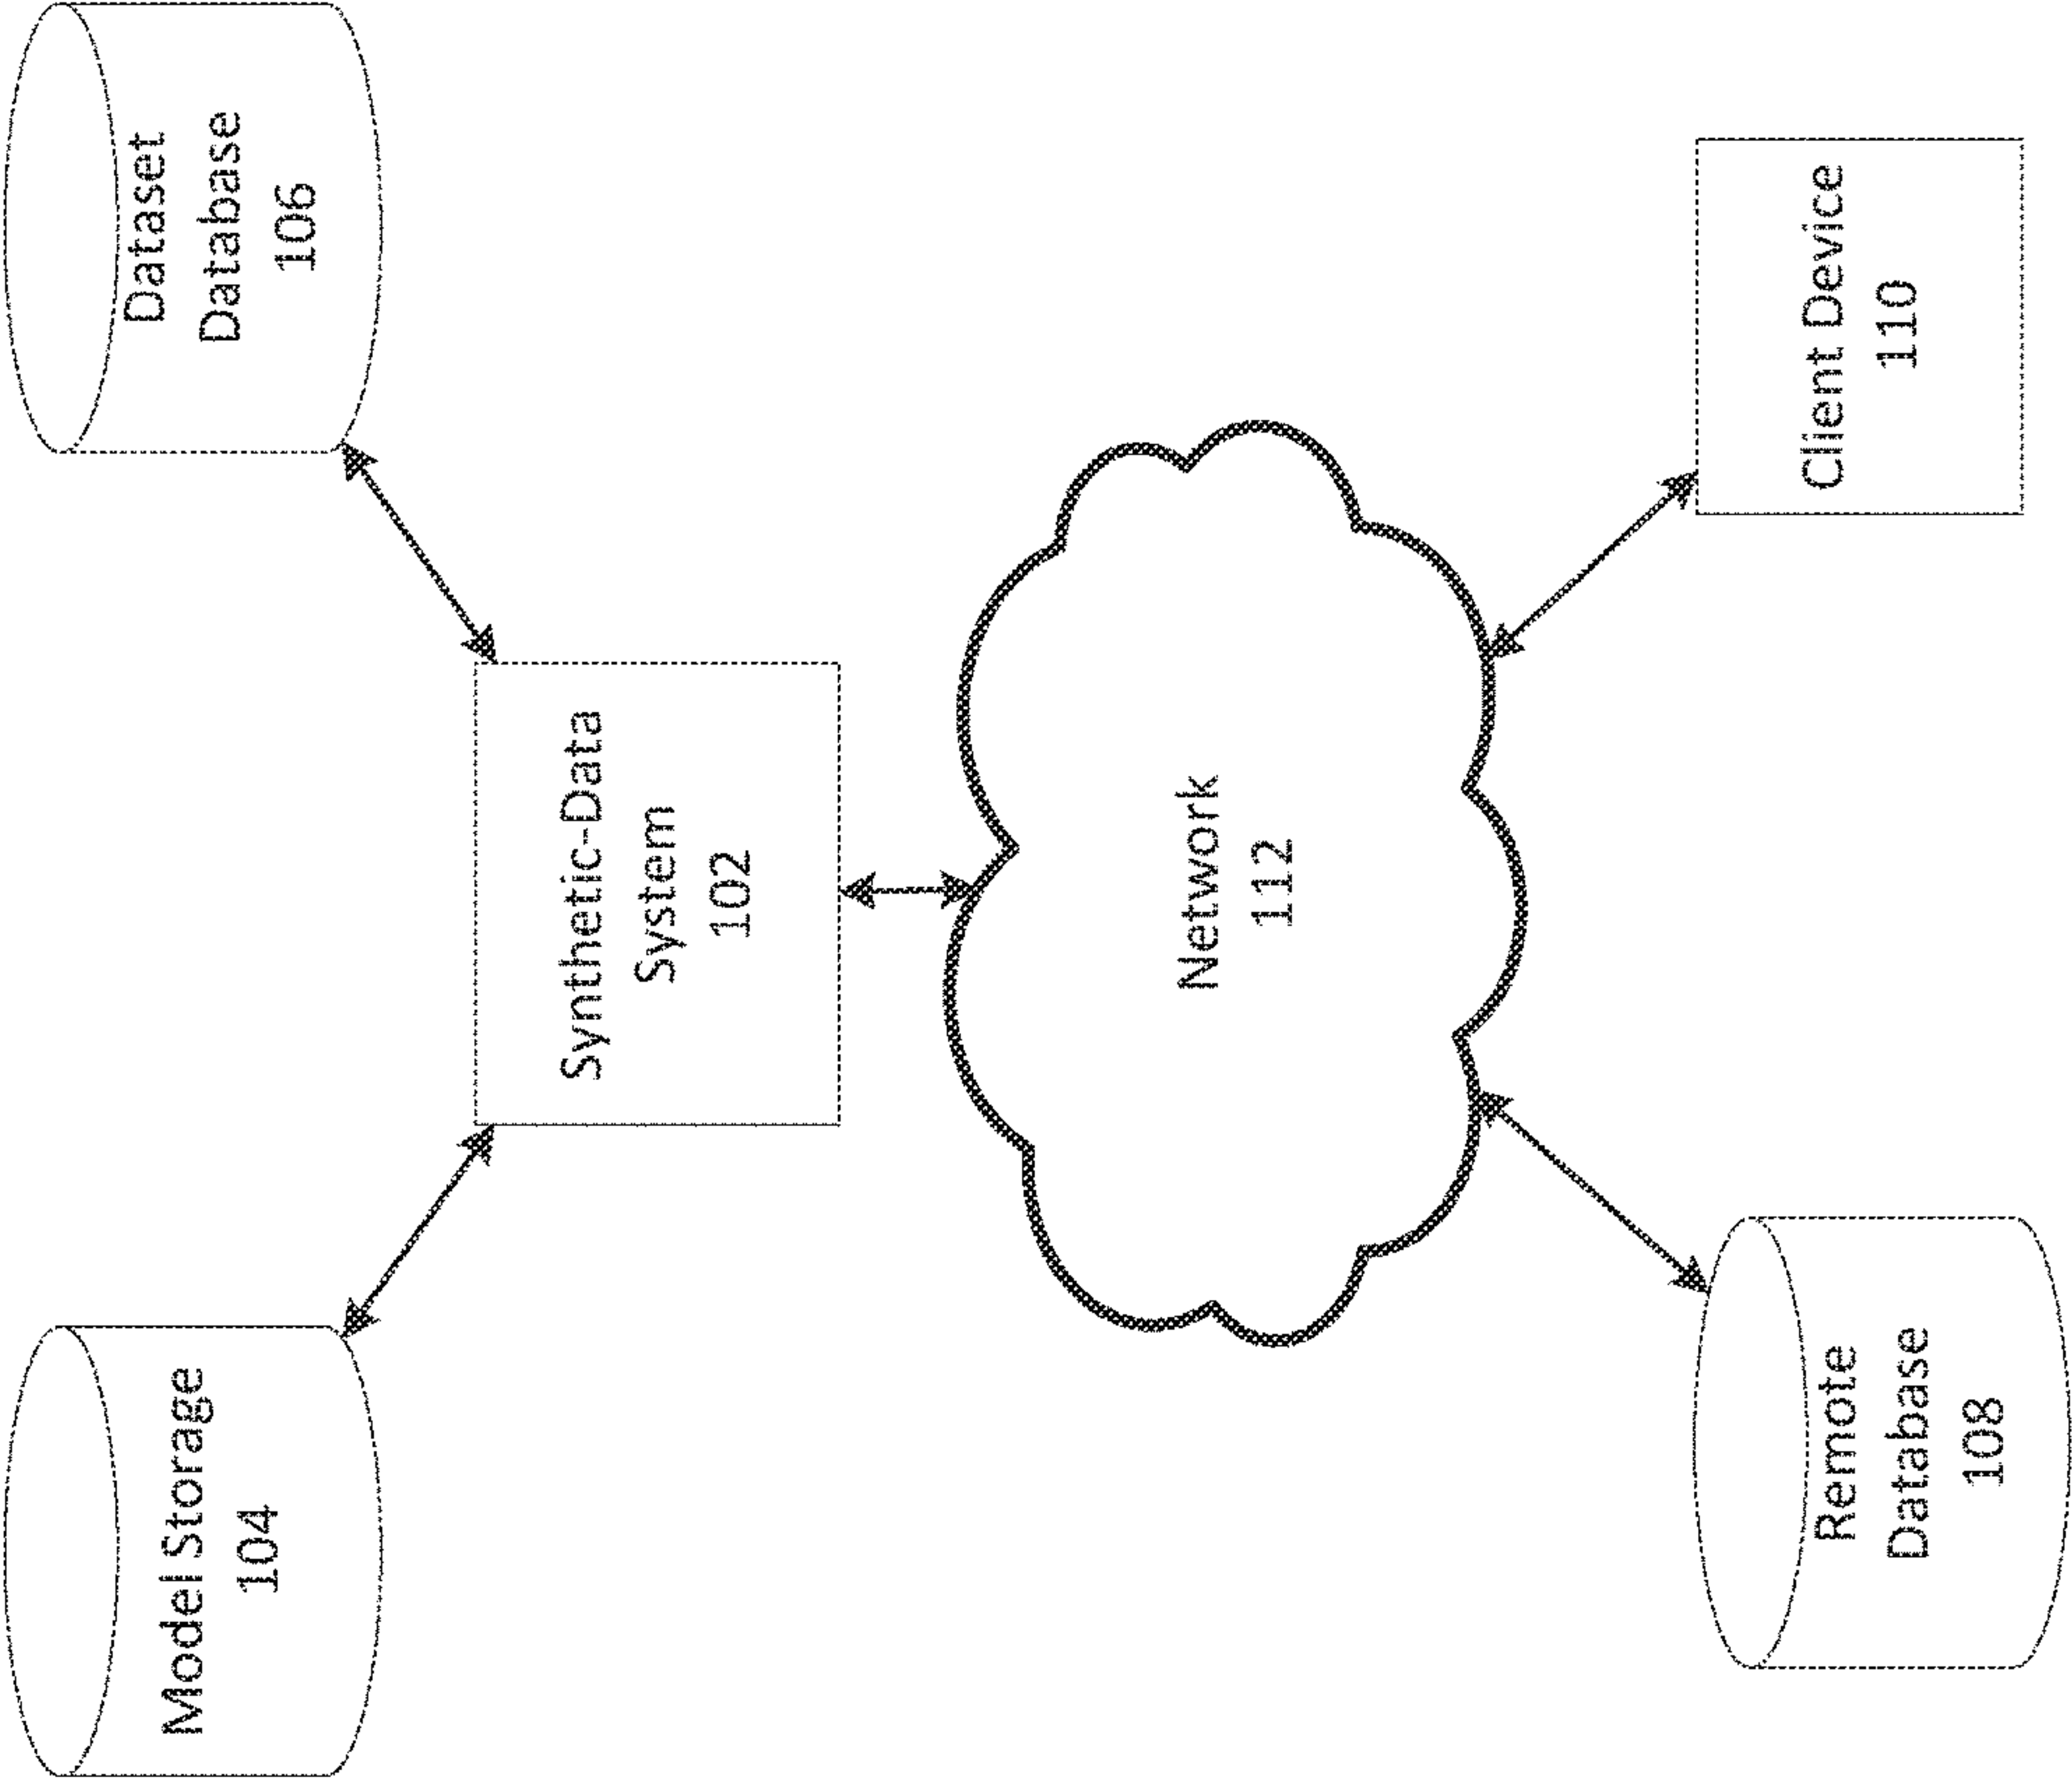 Model Storage
104
Dataset
Database
106
Synthetic-Data
System
102
Network
112
Remote
Database
108
Client Device
110